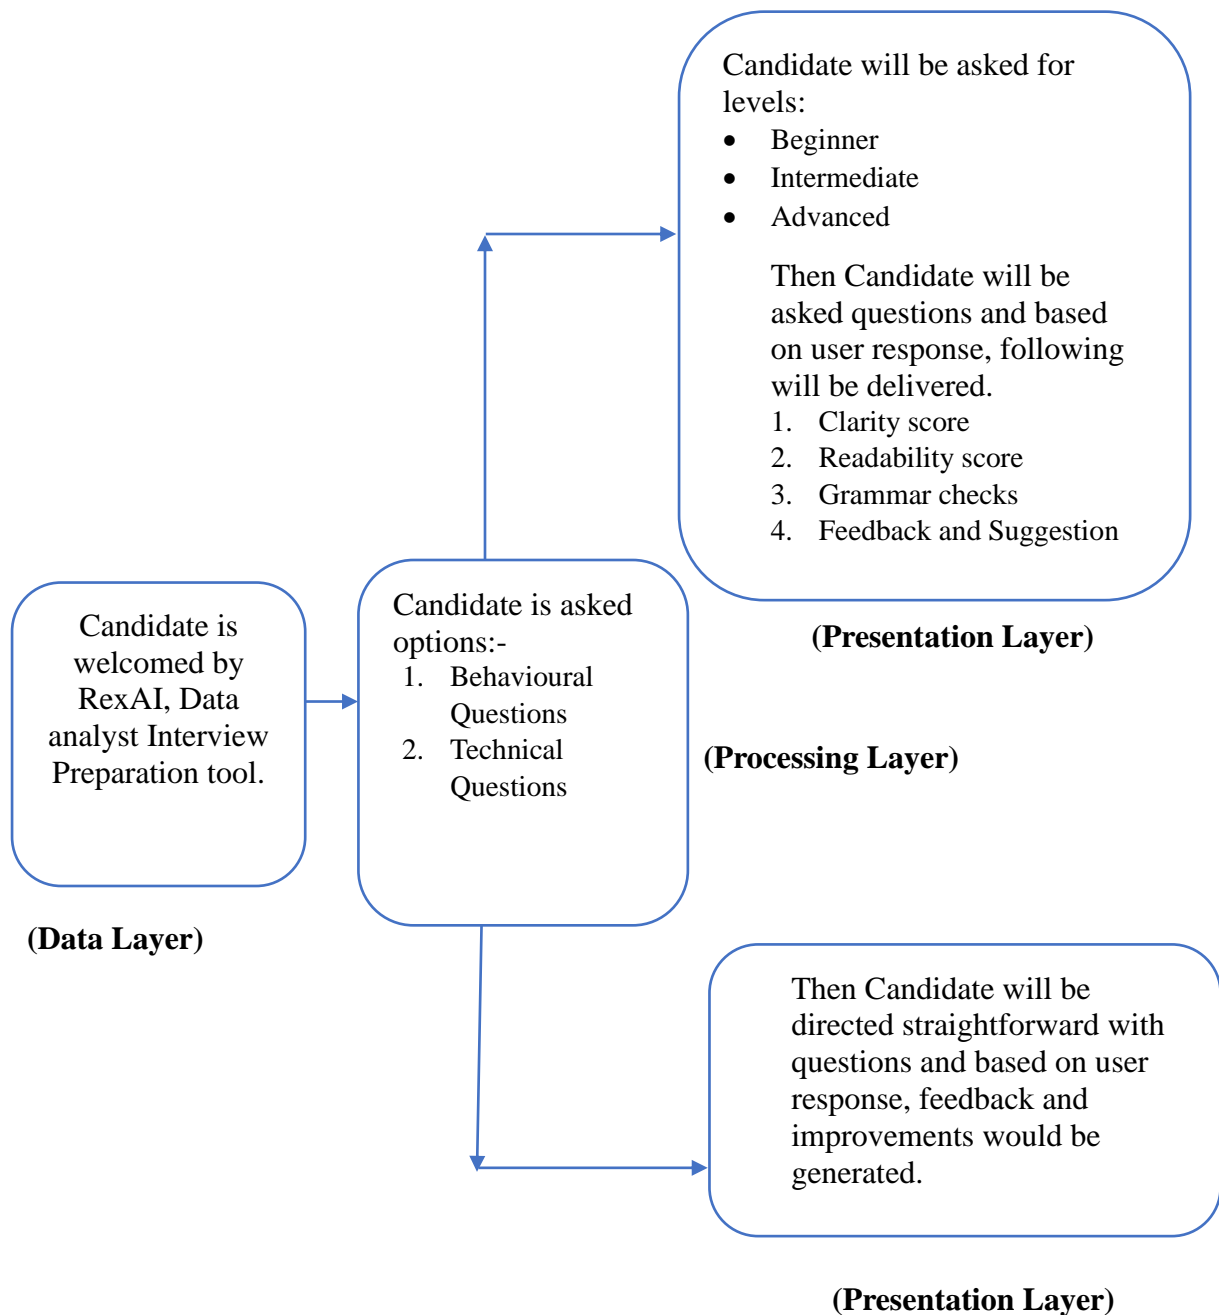 Candidate is
welcomed by
RexAI, Data
analyst Interview
Preparation tool.
(Data Layer)
Candidate is asked
options:-
1. Behavioural
Questions
2. Technical
Questions
(Processing Layer)
Candidate will be asked for
levels:
• Beginner
• Intermediate
• Advanced
Then Candidate will be
asked questions and based
on user response, following
will be delivered.
1. Clarity score
2. Readability score
3. Grammar checks
4. Feedback and Suggestion
(Presentation Layer)
Then Candidate will be
directed straightforward with
questions and based on user
response, feedback and
improvements would be
generated.
(Presentation Layer)